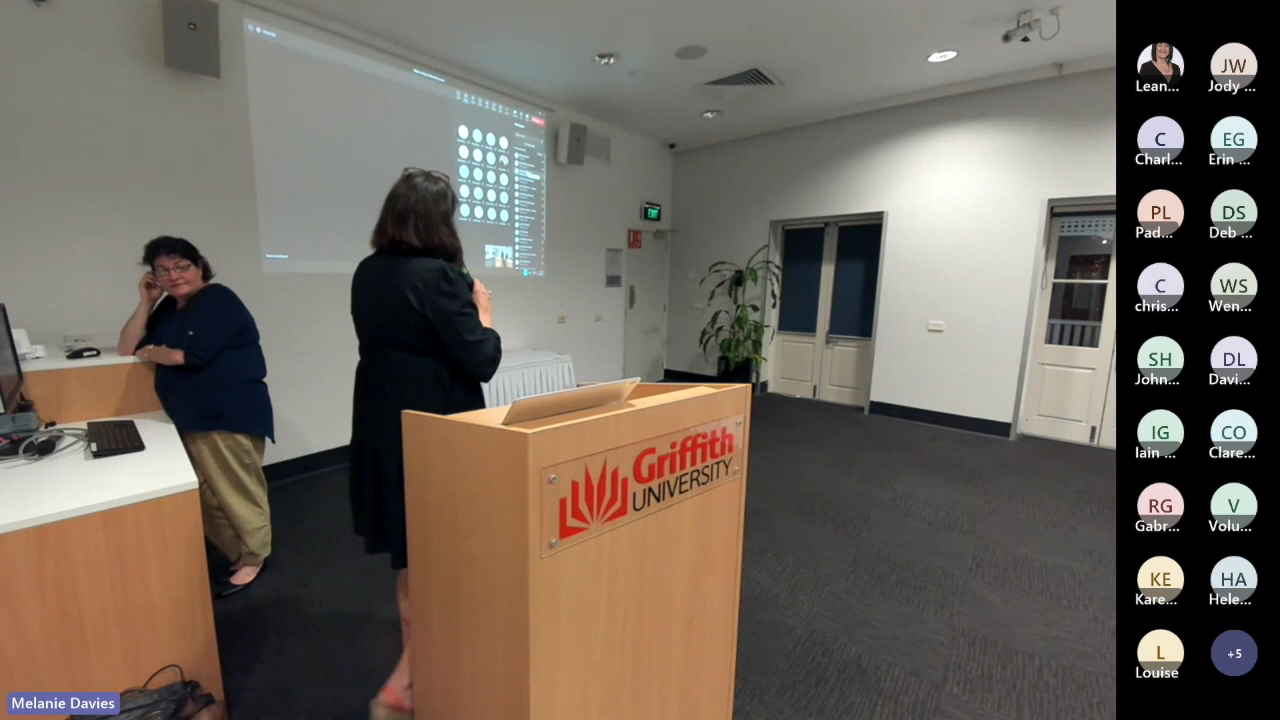 Lean...
JW
Jody ...
C
Charl...
EG
Erin ...
PL
Pad...
DS
Deb ...
C
chris...
WS
Wen...
EXIT
SH
John...
DL
Davi...
IG
Iain ...
CO
Clare...
Griffith
UNIVERSITY
RG
Gabr...
V
Volu...
KE
Kare...
HA
Hele...
L
Louise
+5
Melanie Davies